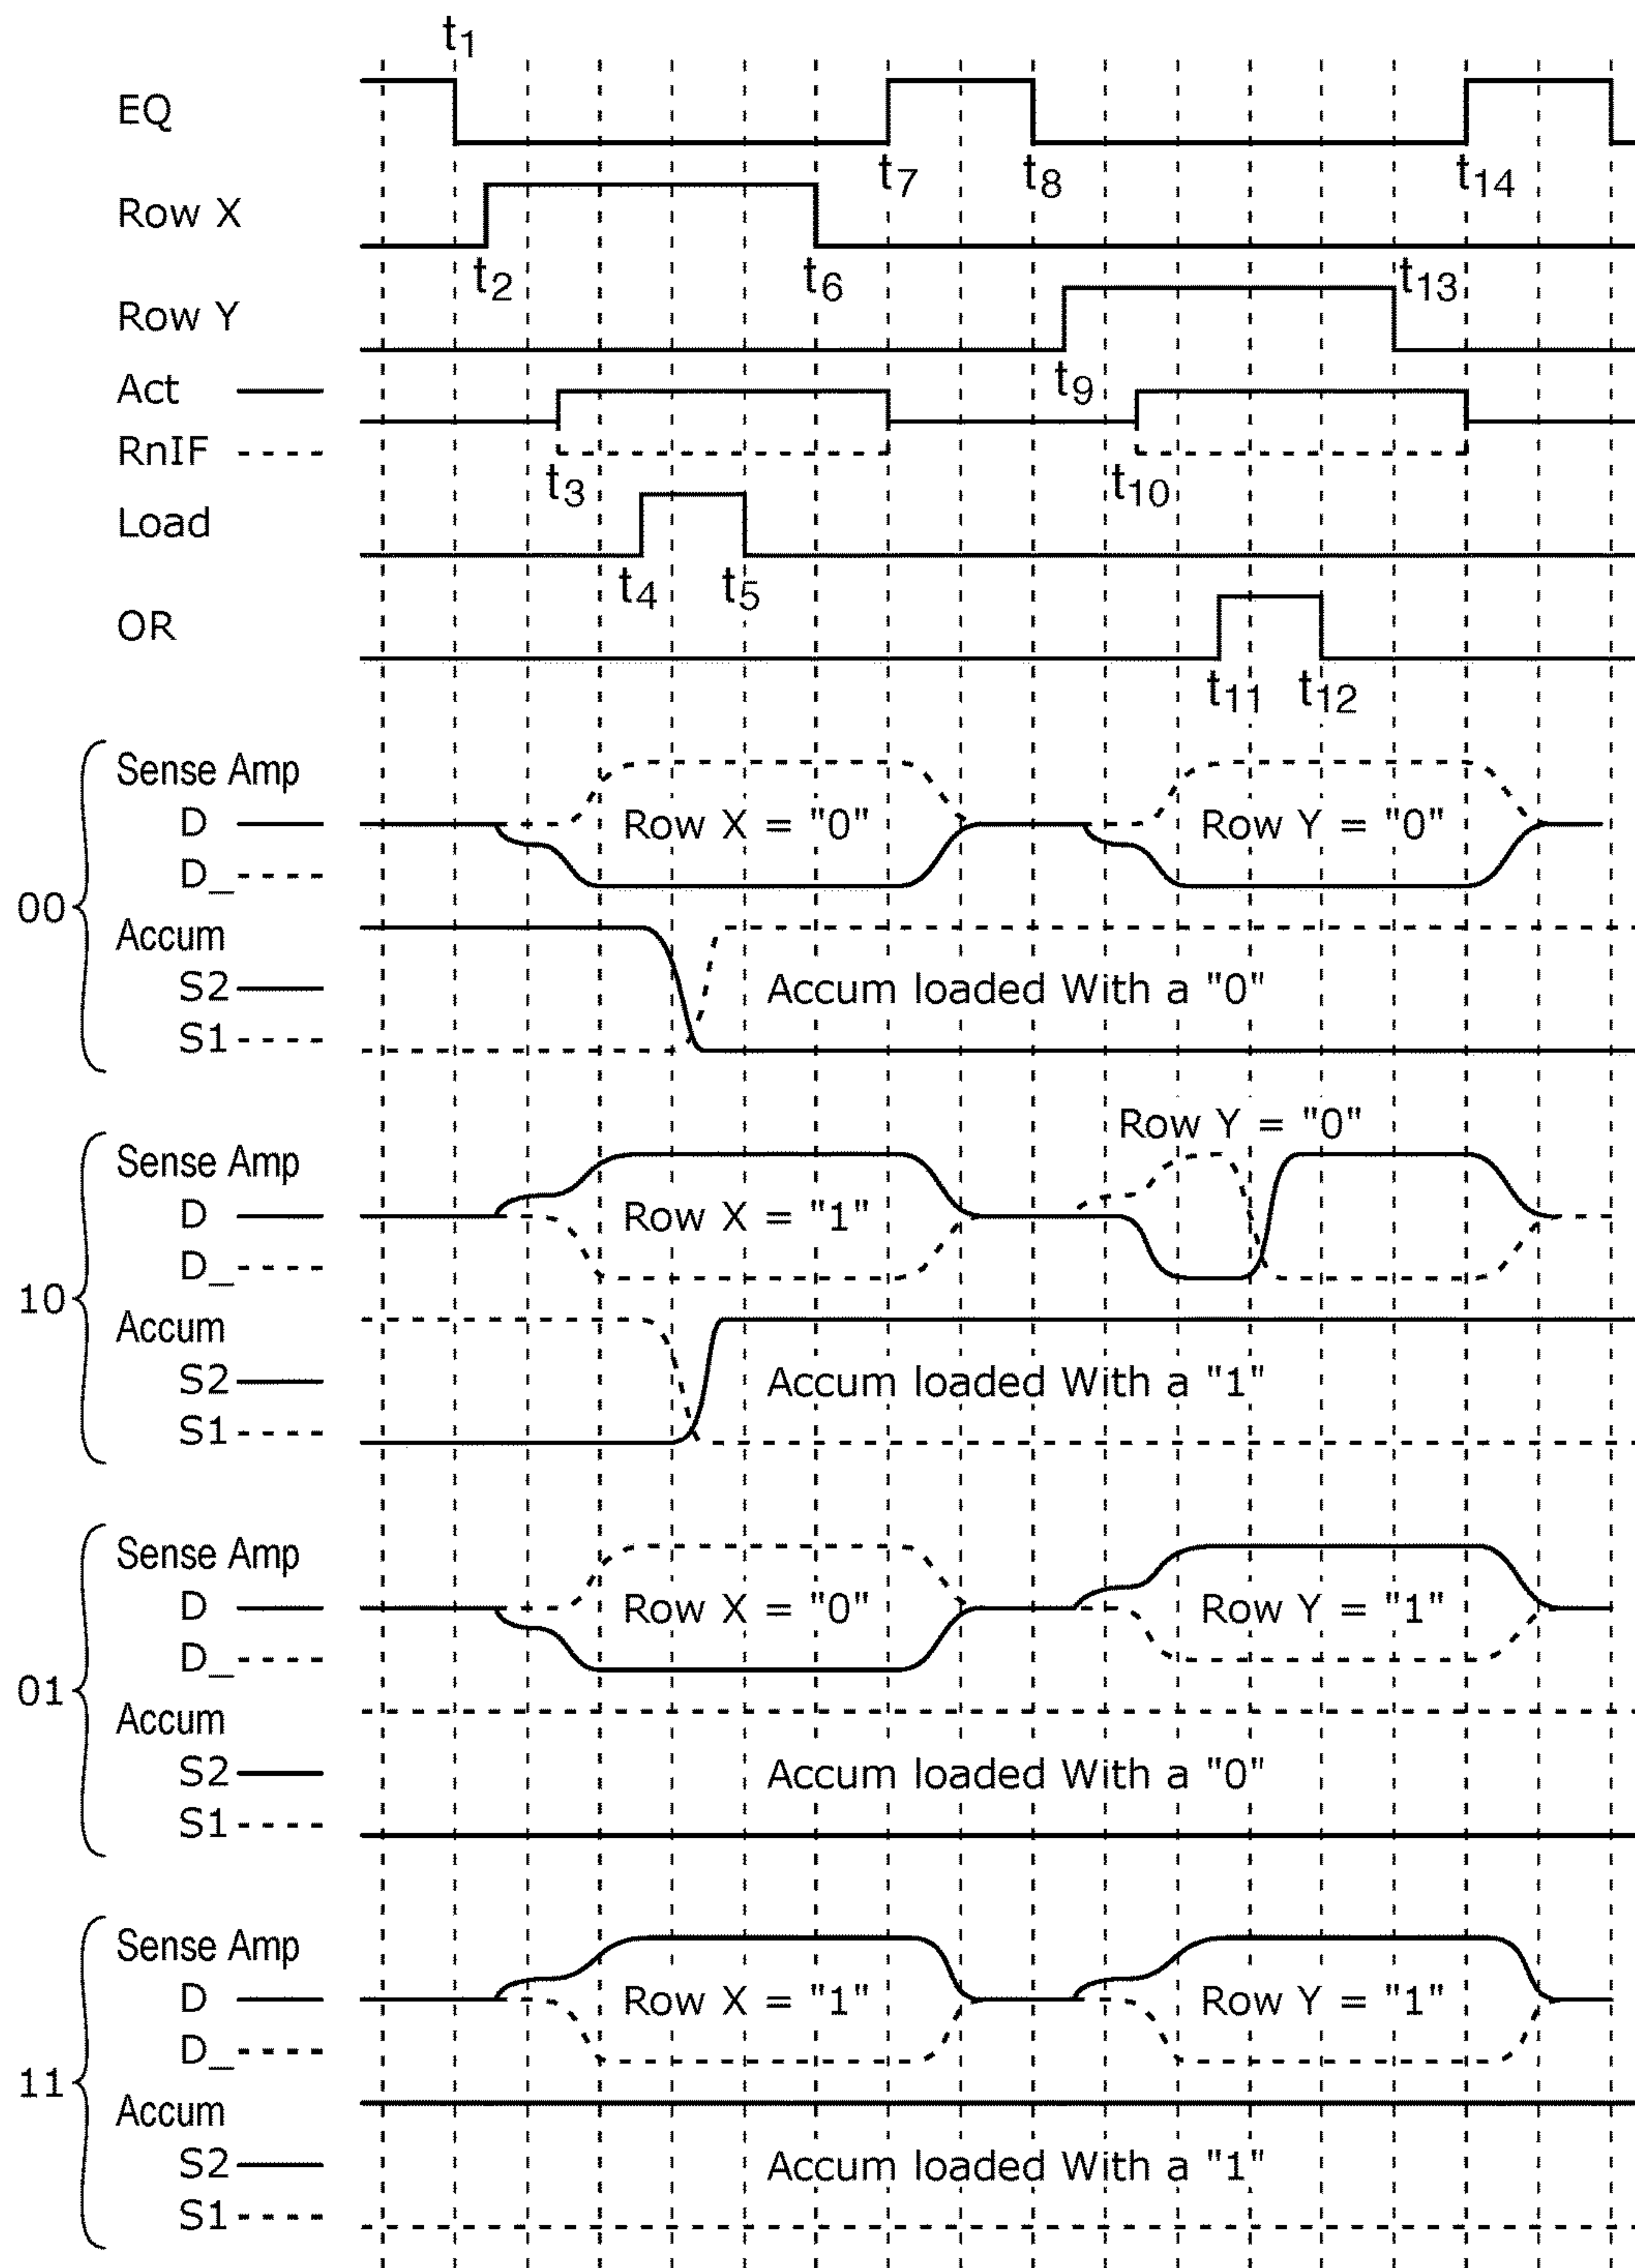 t1
EQ
t7 t8 t14
Row X
t2 t6 t13
Row Y
t9
Act
RnIF
t3 t10
Load
t4 t5
OR
t11 t12
Sense Amp
D Row X = "0" Row Y = "0"
D_
00
Accum
S2 Accum loaded With a "0"
S1
Row Y = "0"
Sense Amp
D Row X = "1"
D_
10
Accum
S2 Accum loaded With a "1"
S1
Sense Amp
D Row X = "0" Row Y = "1"
D_
01
Accum
S2 Accum loaded With a "0"
S1
Sense Amp
D Row X = "1" Row Y = "1"
D_
11
Accum
S2 Accum loaded With a "1"
S1